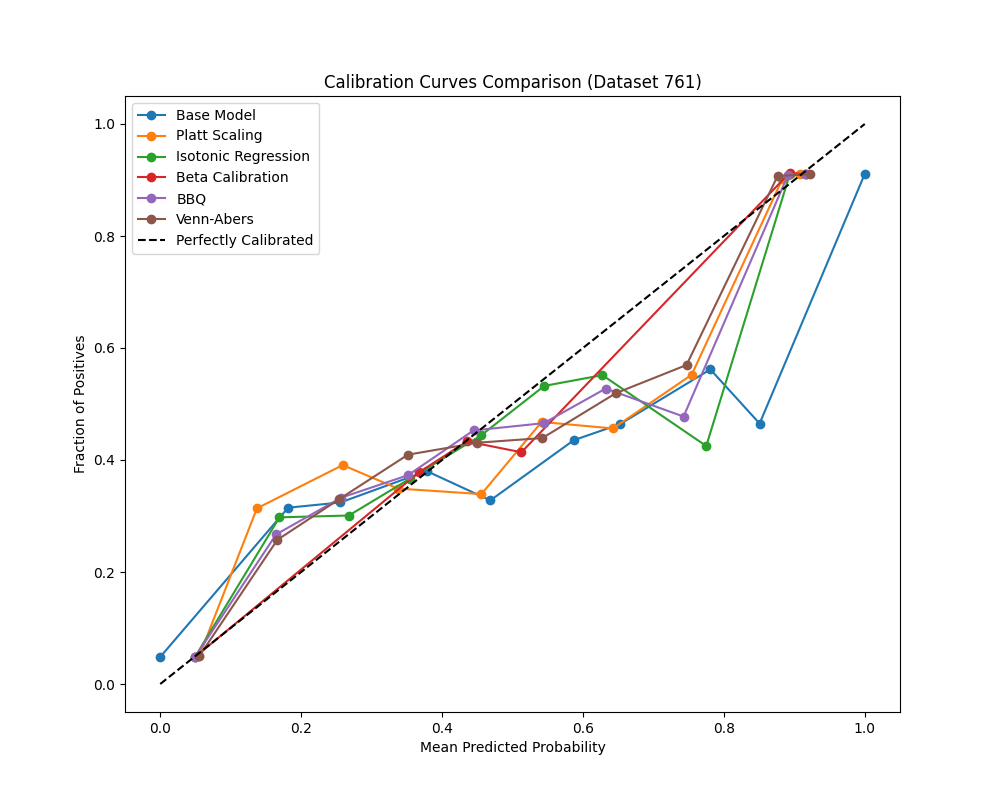 Calibration Curves Comparison (Dataset 761)
Base Model
Platt Scaling
Isotonic Regression
Beta Calibration
BBQ
Venn-Abers
Perfectly Calibrated
Fraction of Positives
1.0
0.8
0.6
0.4
0.2
0.0
0.0 0.2 0.4 0.6 0.8 1.0
Mean Predicted Probability